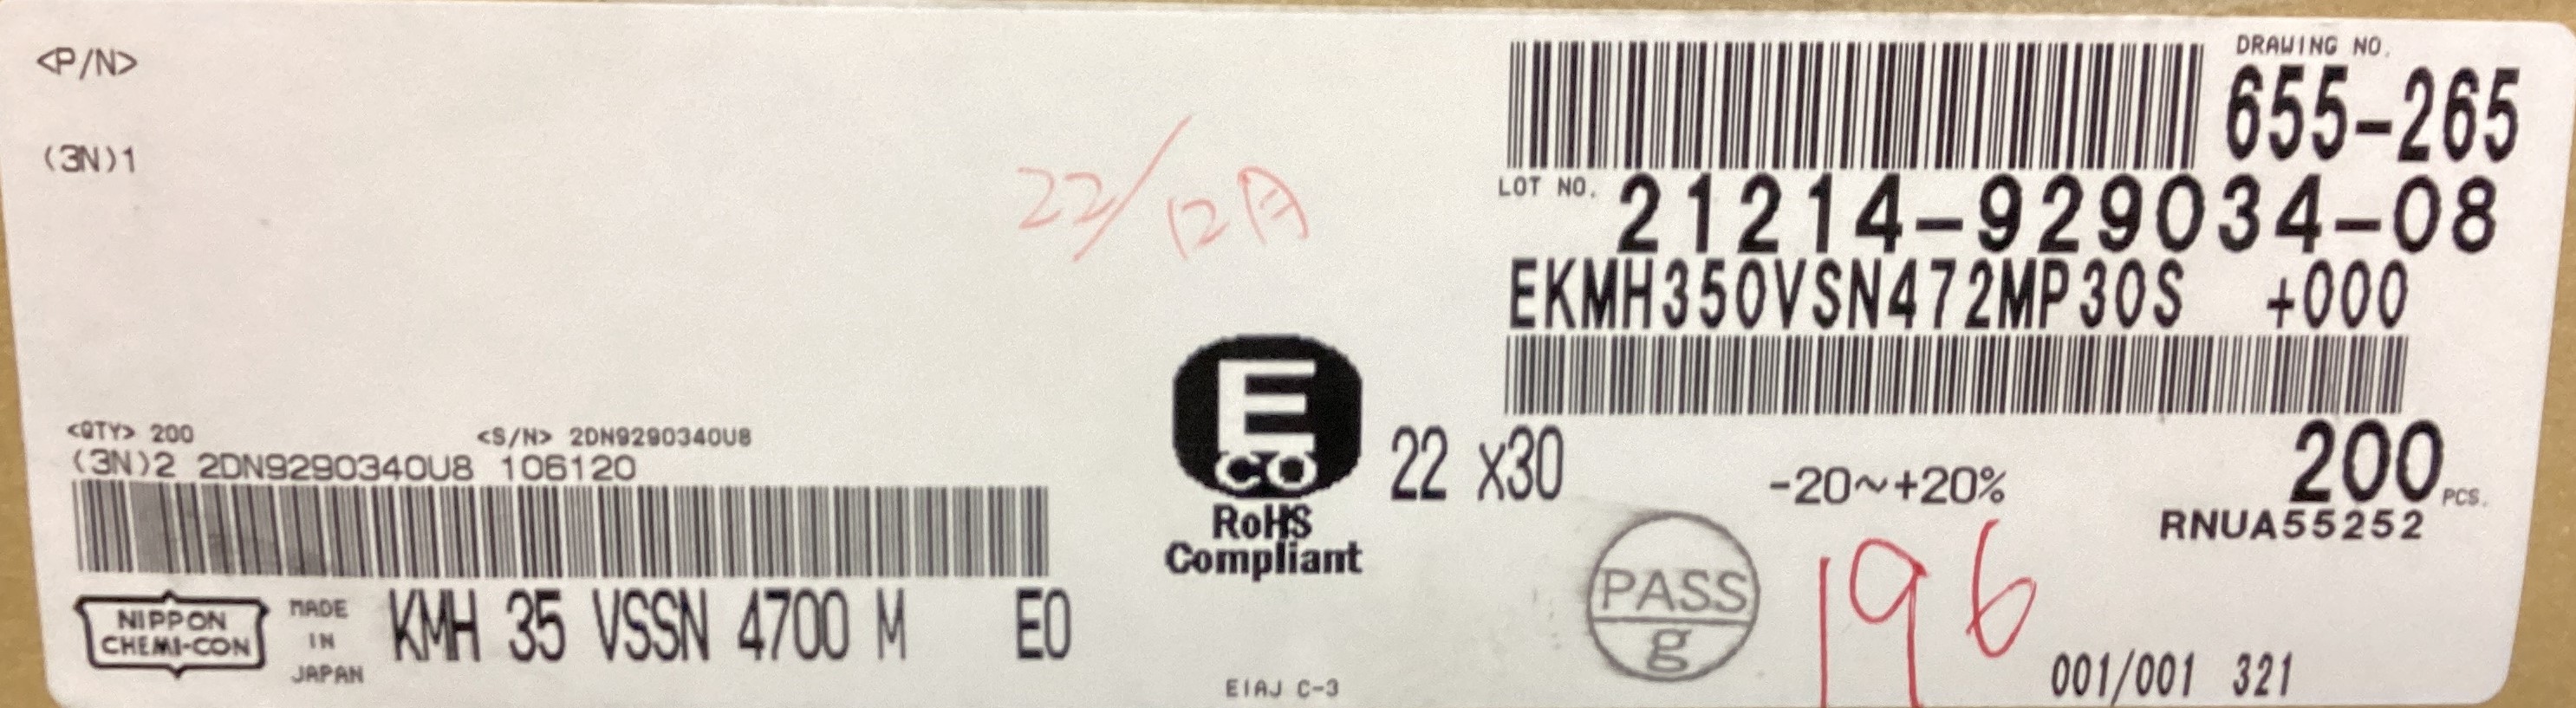 <P/N>
(3N)1
22/12月
DRAWING NO.
655-265
LOT NO. 21214-929034-08
EKMH350VSN472MP30S +000
<QTY> 200 <S/N> 2DN9290340U8
(3N)2 2DN9290340U8 106120
E
CO
RoHS
Compliant
22 x30
-20~+20%
200 PCS.
RNUA55252
PASS
g
196
NIPPON
CHEMI-CON
MADE
IN
JAPAN
KMH 35 VSSN 4700 M E0
EIAJ C-3
001/001 321